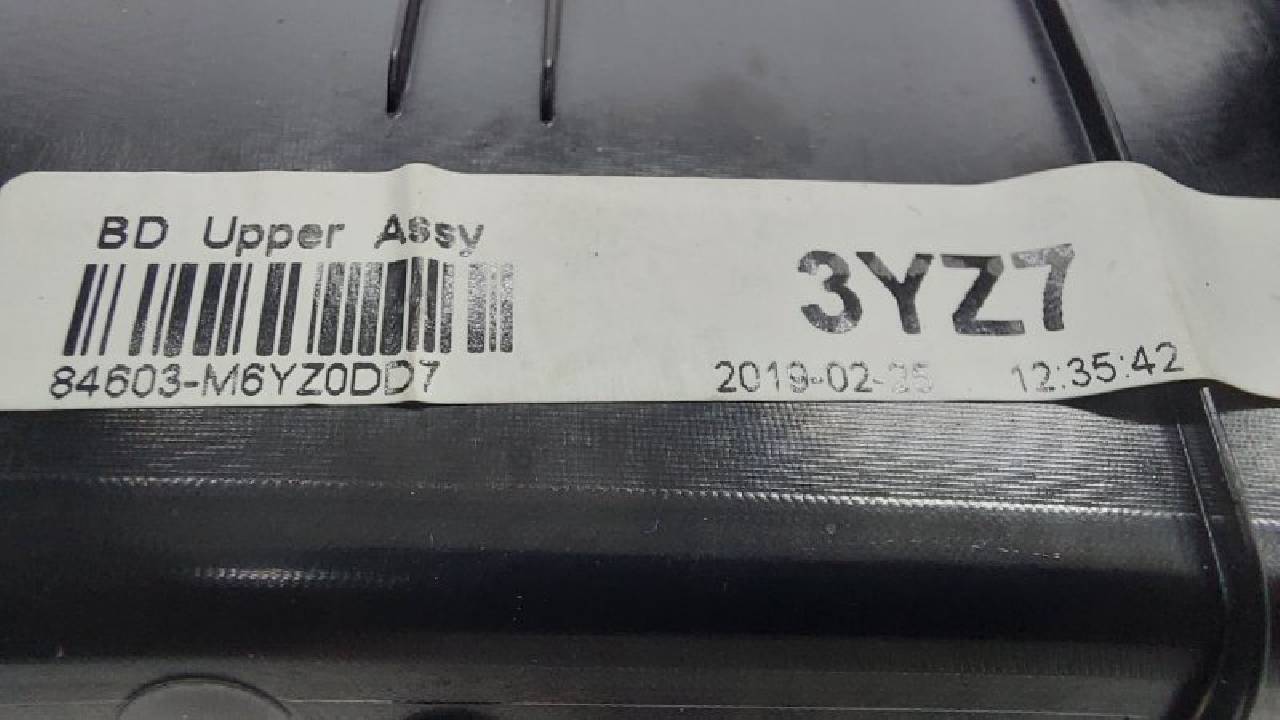 BD Upper Assy
3YZ7
84603-M6YZ0DD7
2019-02-25 12:35:42